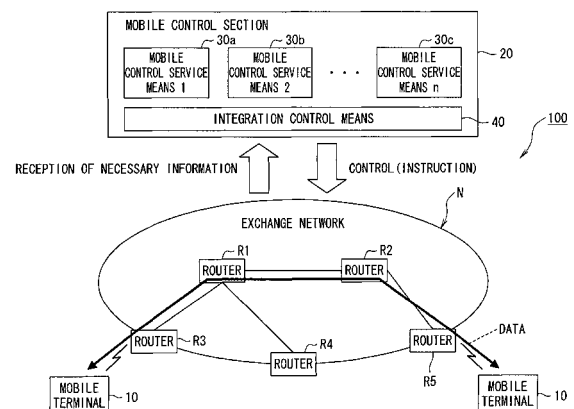 MOBILE CONTROL SECTION
30a
30b
30c
20
MOBILE
CONTROL SERVICE
MEANS 1
MOBILE
CONTROL SERVICE
MEANS 2
. . .
MOBILE
CONTROL SERVICE
MEANS n
INTEGRATION CONTROL MEANS
40
100
RECEPTION OF NECESSARY INFORMATION
CONTROL(INSTRUCTION)
N
EXCHANGE NETWORK
R1
R2
ROUTER
ROUTER
DATA
ROUTER
R3
ROUTER
R4
ROUTER
R5
MOBILE
TERMINAL
10
MOBILE
TERMINAL
10